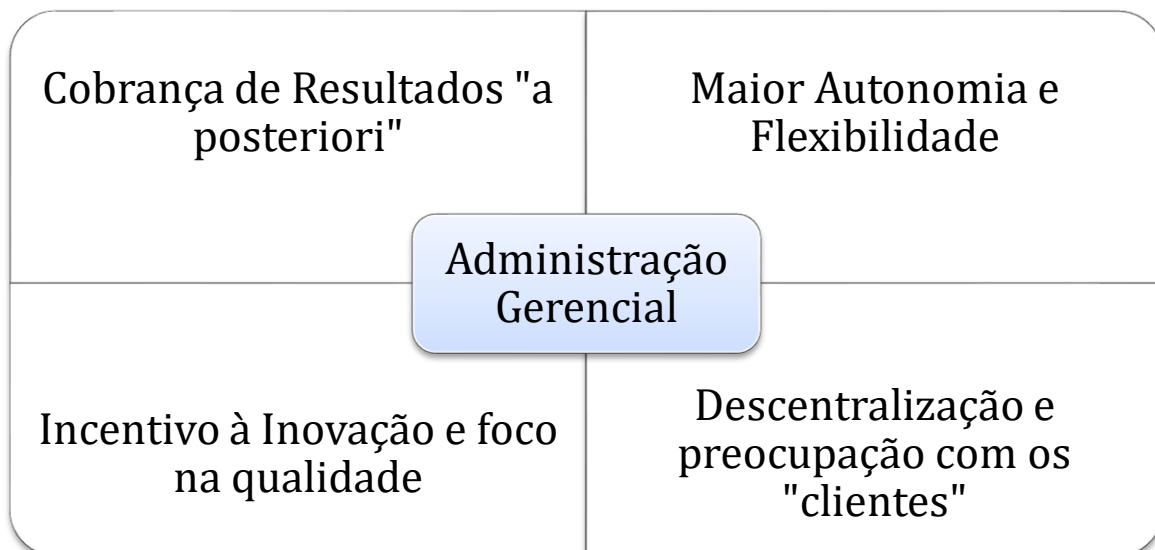 Cobrança de Resultados "a
posteriori"
Maior Autonomia e
Flexibilidade
Administração
Gerencial
Incentivo à Inovação e foco
na qualidade
Descentralização e
preocupação com os
"clientes"